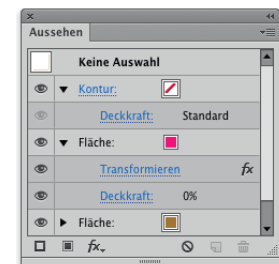 Aussehen
Keine Auswahl
Kontur:
Deckkraft: Standard
Fläche:
Transformieren fx
Deckkraft: 0%
Fläche:
fx